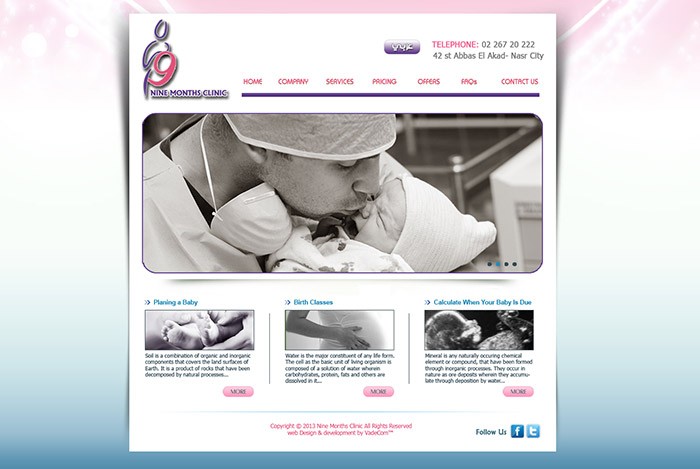 عربي
TELEPHONE: 02 267 20 222
42 st Abbas El Akad- Nasr City
9
NINE MONTHS CLINIC
HOME COMPANY SERVICES PRICING OFFERS FAQs CONTACT US
Planing a Baby
Soil is a combination of organic and inorganic
components that covers the land surfaces of
Earth. It is a product of rocks that have been
decomposed by natural processes...
MORE
Birth Classes
Water is the major constituent of any life form.
The cell as the basic unit of living organism is
composed of a solution of water wherein
carbohydrates, protein, fats and others are
dissolved in it...
MORE
Calculate When Your Baby Is Due
Mineral is any naturally occuring chemical
element or compound, that have been formed
through inorganic processes. They occur in
nature as ore deposits wherein they accumu-
late through deposition by water...
MORE
Copyright © 2013 Nine Months Clinic All Rights Reserved
web Design & development by VadeCom™
Follow Us f t